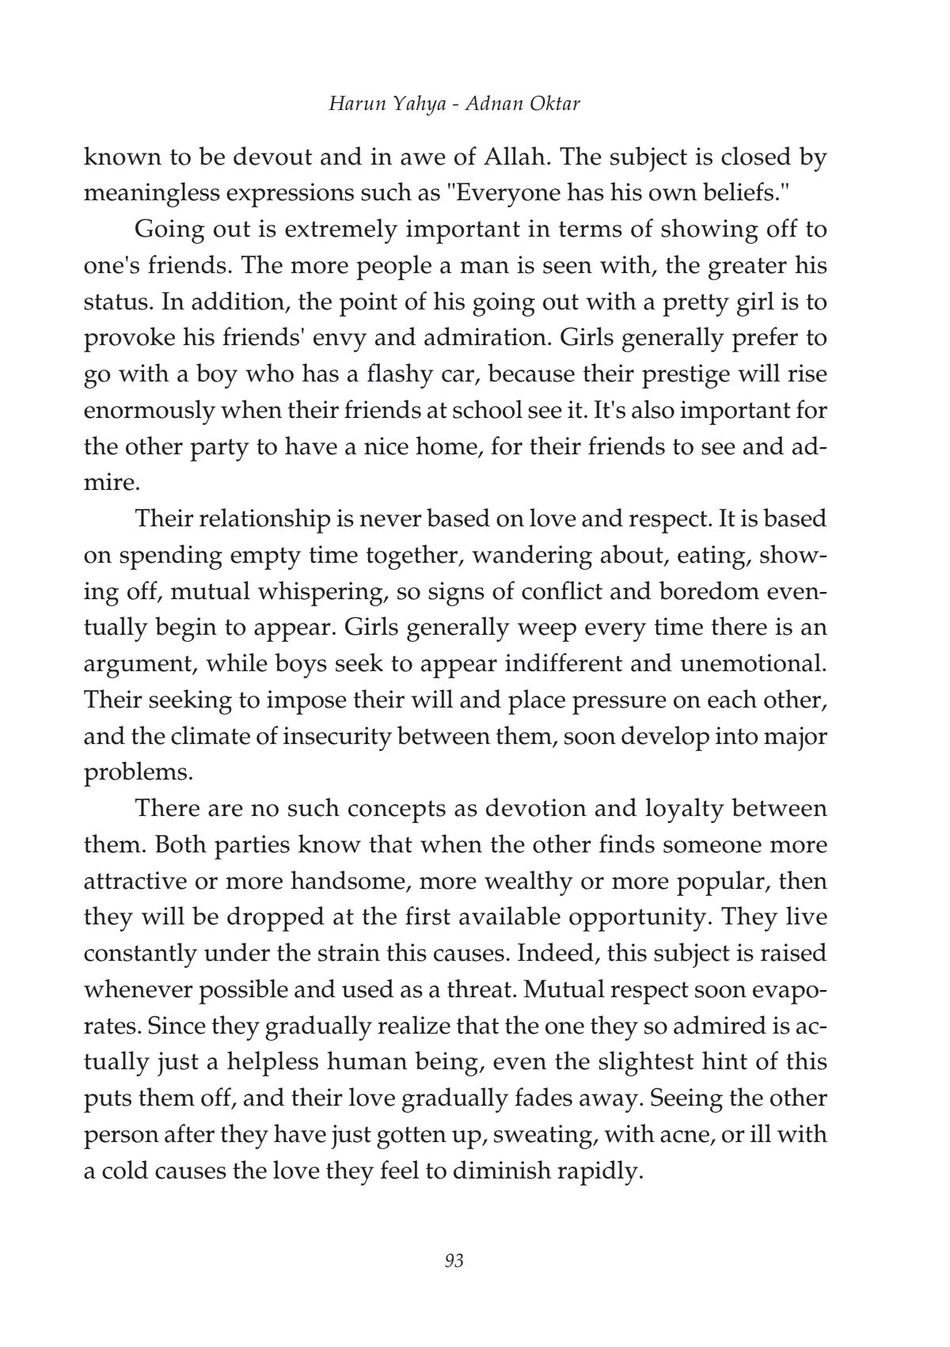 Harun Yahya - Adnan Oktar
known to be devout and in awe of Allah. The subject is closed by
meaningless expressions such as "Everyone has his own beliefs."
Going out is extremely important in terms of showing off to
one's friends. The more people a man is seen with, the greater his
status. In addition, the point of his going out with a pretty girl is to
provoke his friends' envy and admiration. Girls generally prefer to
go with a boy who has a flashy car, because their prestige will rise
enormously when their friends at school see it. It's also important for
the other party to have a nice home, for their friends to see and ad-
mire.
Their relationship is never based on love and respect. It is based
on spending empty time together, wandering about, eating, show-
ing off, mutual whispering, so signs of conflict and boredom even-
tually begin to appear. Girls generally weep every time there is an
argument, while boys seek to appear indifferent and unemotional.
Their seeking to impose their will and place pressure on each other,
and the climate of insecurity between them, soon develop into major
problems.
There are no such concepts as devotion and loyalty between
them. Both parties know that when the other finds someone more
attractive or more handsome, more wealthy or more popular, then
they will be dropped at the first available opportunity. They live
constantly under the strain this causes. Indeed, this subject is raised
whenever possible and used as a threat. Mutual respect soon evapo-
rates. Since they gradually realize that the one they so admired is ac-
tually just a helpless human being, even the slightest hint of this
puts them off, and their love gradually fades away. Seeing the other
person after they have just gotten up, sweating, with acne, or ill with
a cold causes the love they feel to diminish rapidly.
93